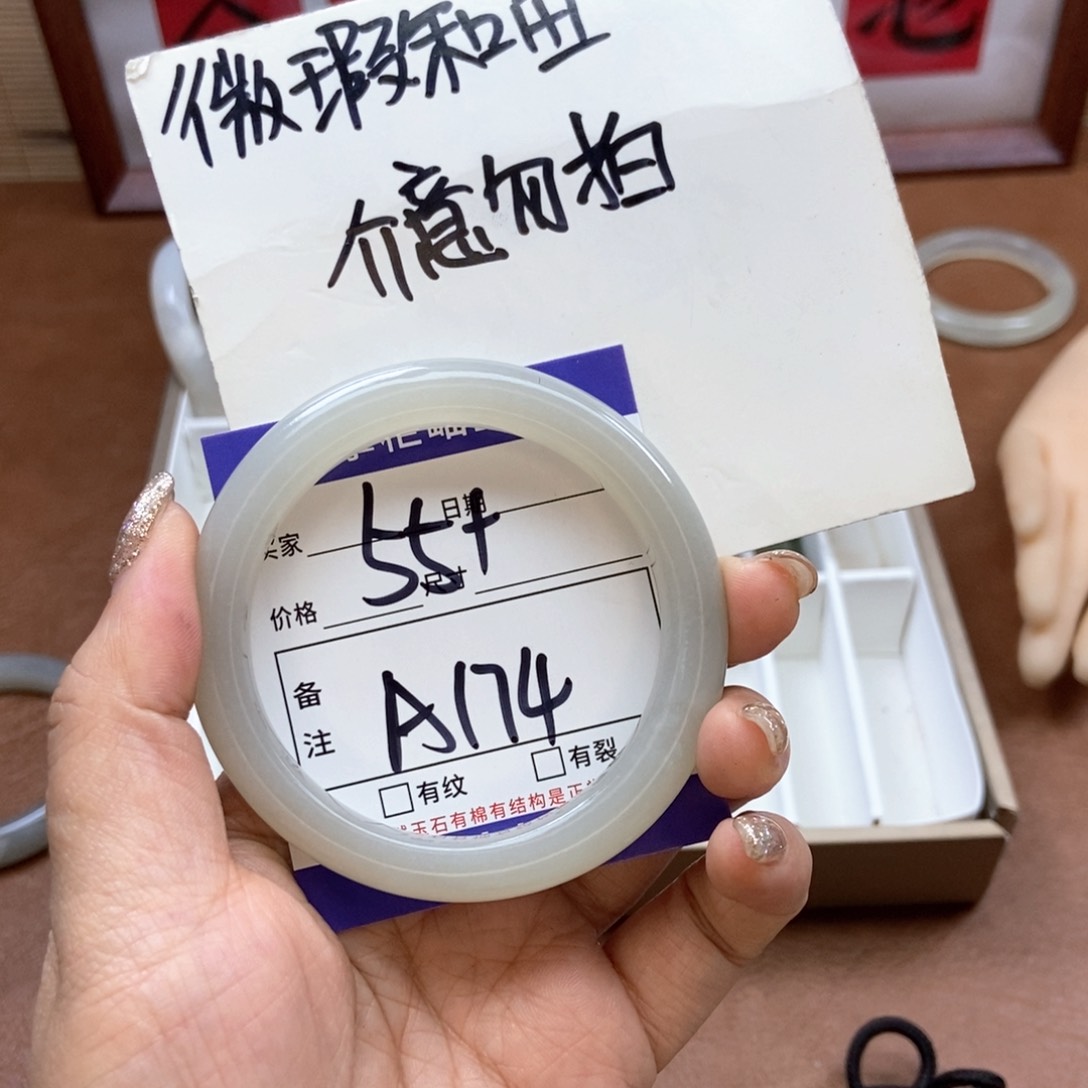 微瑕和田
介意勿拍
日期
买家
55+
尺寸
价格
A174
备注
有纹
有裂
玉石有棉有结构是正